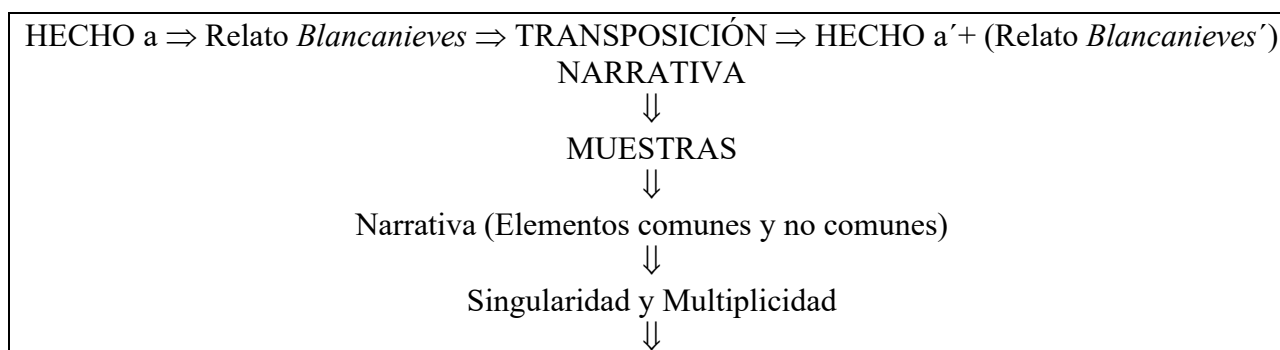 HECHO a ⇒ Relato Blancanieves ⇒ TRANSPOSICIÓN ⇒ HECHO a´+ (Relato Blancanieves´)
NARRATIVA
⇓
MUESTRAS
⇓
Narrativa (Elementos comunes y no comunes)
⇓
Singularidad y Multiplicidad
⇓